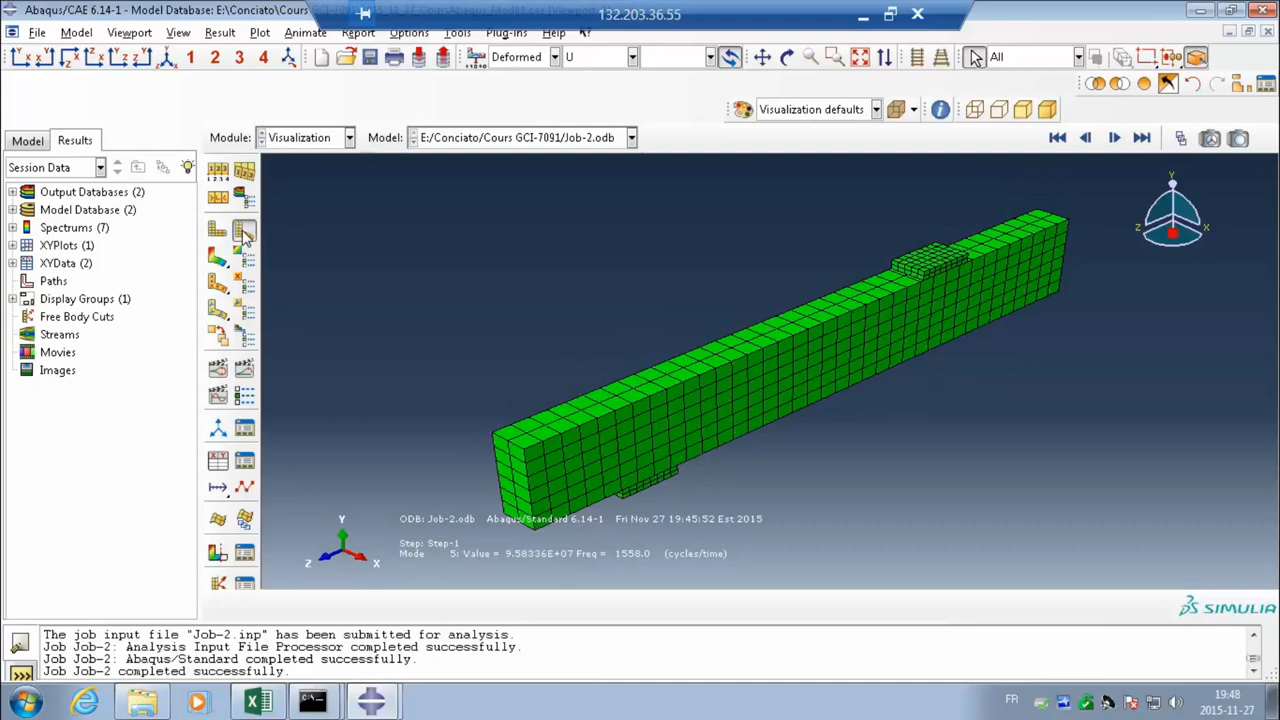 Abaqus/CAE 6.14-1 - Model Database: E:\Conciato\Cours
132.203.36.55
File Model Viewport View Result Plot Animate Report Options Tools Plug-ins Help
1 2 3 4 Deformed U All
Visualization defaults
Model Results Module: Visualization Model: E:/Conciato/Cours GCI-7091/Job-2.odb
Session Data
Output Databases (2)
Model Database (2)
Spectrums (7)
XYPlots (1)
XYData (2)
Paths
Display Groups (1)
Free Body Cuts
Streams
Movies
Images
Y
Z X
Y
Z X
ODB: Job-2.odb Abaqus/Standard 6.14-1 Fri Nov 27 19:45:52 Est 2015
Step: Step-1
Mode 5: Value = 9.58336E+07 Freq = 1558.0 (cycles/time)
SIMULIA
The job input file "Job-2.inp" has been submitted for analysis.
Job Job-2: Analysis Input File Processor completed successfully.
Job Job-2: Abaqus/Standard completed successfully.
Job Job-2 completed successfully.
FR
19:48
2015-11-27